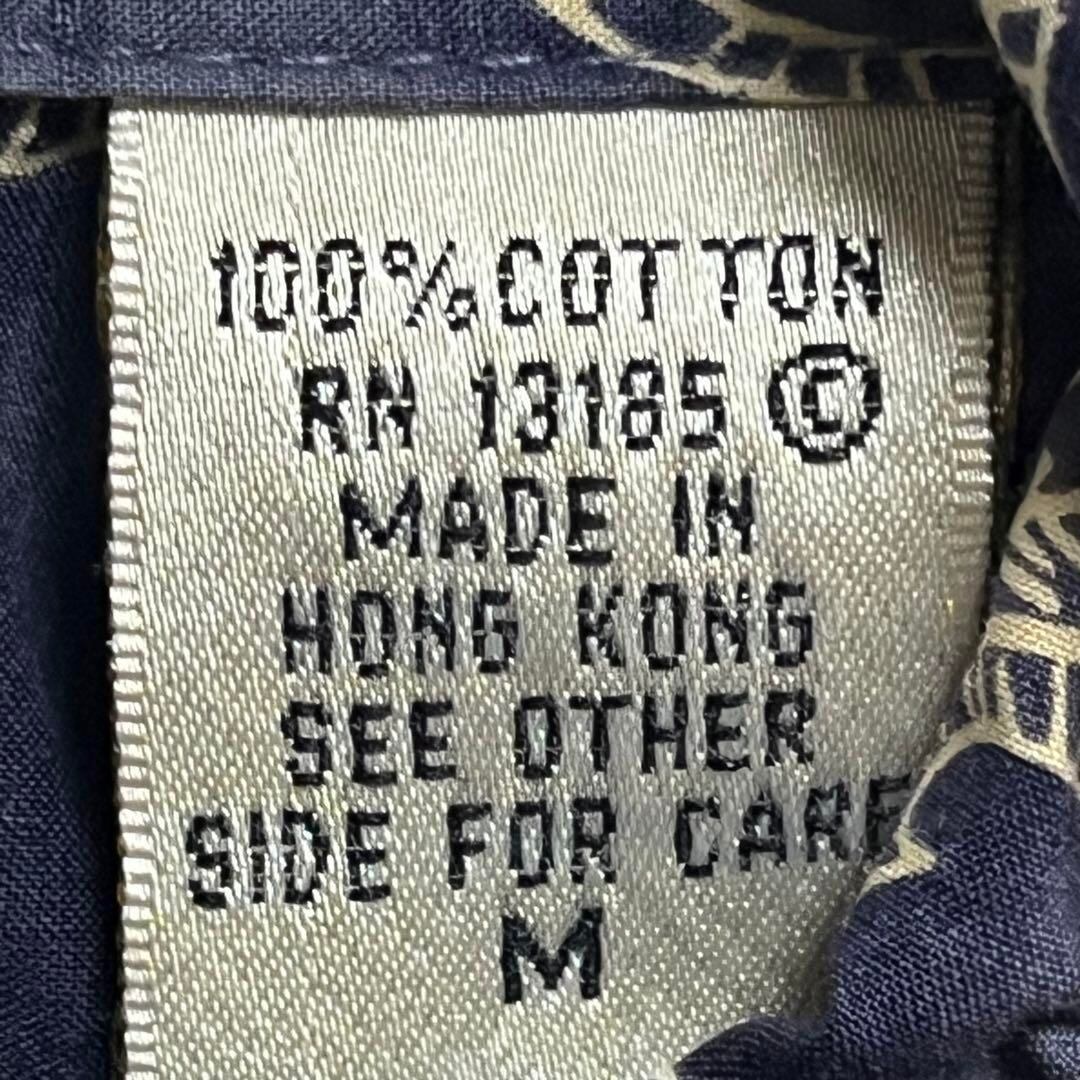 100% COTTON
RN 13185 ©
MADE IN
HONG KONG
SEE OTHER
SIDE FOR CARE
M